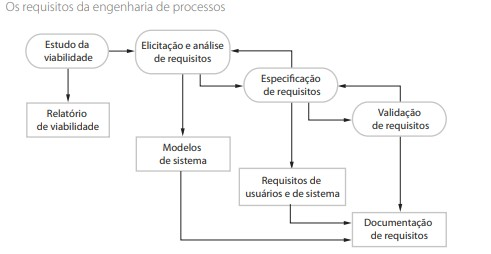 Os requisitos da engenharia de processos
Estudo da
viabilidade
Elicitação e análise
de requisitos
Especificação
de requisitos
Validação
de requisitos
Relatório
de viabilidade
Modelos
de sistema
Requisitos de
usuários e de sistema
Documentação
de requisitos